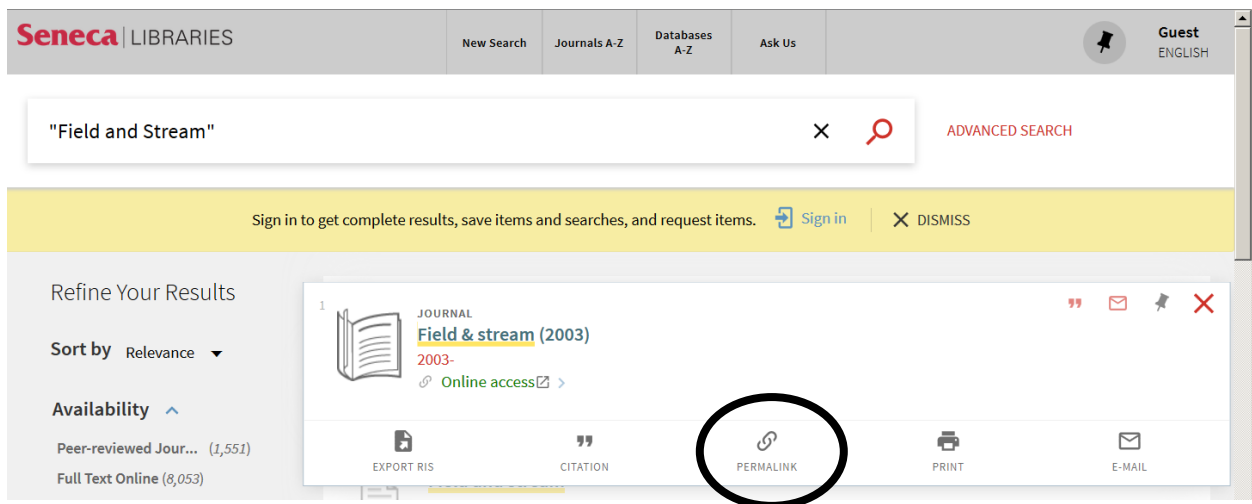 Seneca | LIBRARIES
New Search
Journals A-Z
Databases
A-Z
Ask Us
Guest
ENGLISH
"Field and Stream"
ADVANCED SEARCH
Sign in to get complete results, save items and searches, and request items.
Sign in
DISMISS
Refine Your Results
Sort by Relevance
Availability
Peer-reviewed Jour... (1,551)
Full Text Online (8,053)
1
JOURNAL
Field & stream (2003)
2003-
Online access
EXPORT RIS
CITATION
PERMALINK
PRINT
E-MAIL
Field and stream